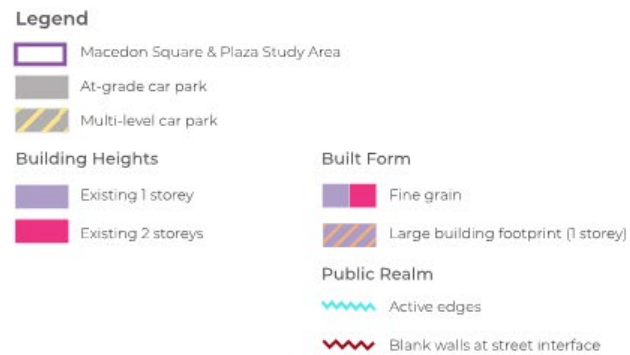 Legend
Macedon Square & Plaza Study Area
At-grade car park
Multi-level car park
Building Heights
Existing 1 storey
Existing 2 storeys
Built Form
Fine grain
Large building footprint (1 storey)
Public Realm
Active edges
Blank walls at street interface